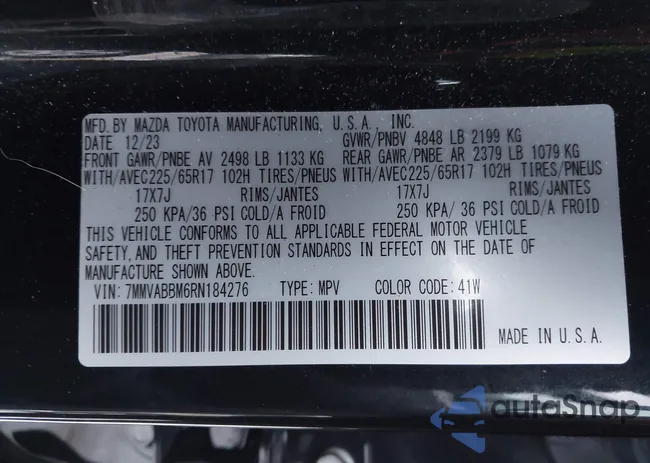 MFD. BY MAZDA TOYOTA MANUFACTURING, U.S.A., INC.
DATE 12/23 GVWR/PNBV 4848 LB 2199 KG
FRONT GAWR/PNBE AV 2498 LB 1133 KG REAR GAWR/PNBE AR 2379 LB 1079 KG
WITH/AVEC225/65R17 102H TIRES/PNEUS WITH/AVEC225/65R17 102H TIRES/PNEUS
17X7J RIMS/JANTES 17X7J RIMS/JANTES
250 KPA/36 PSI COLD/A FROID 250 KPA/36 PSI COLD/A FROID
THIS VEHICLE CONFORMS TO ALL APPLICABLE FEDERAL MOTOR VEHICLE
SAFETY, AND THEFT PREVENTION STANDARDS IN EFFECT ON THE DATE OF
MANUFACTURE SHOWN ABOVE.
VIN: 7MMVABBM6RN184276 TYPE: MPV COLOR CODE: 41W
MADE IN U.S.A.
autoSnap